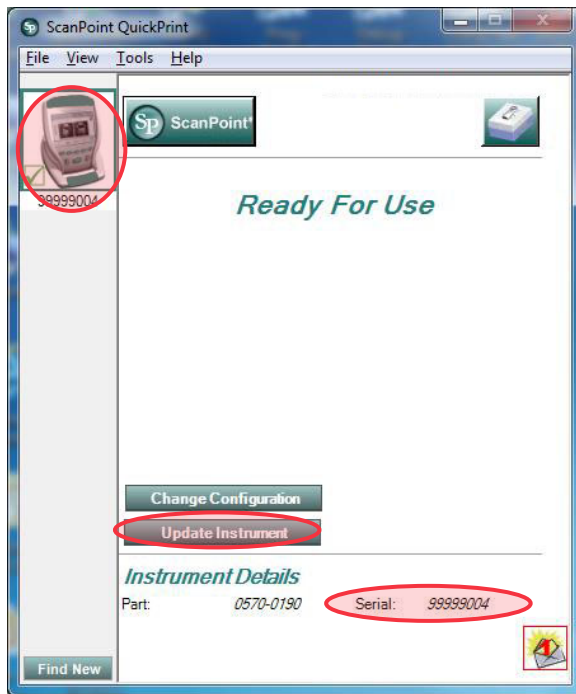 ScanPoint QuickPrint
File View Tools Help
Sp ScanPoint®
99999004
Ready For Use
Change Configuration
Update Instrument
Instrument Details
Part: 0570-0190 Serial: 99999004
Find New